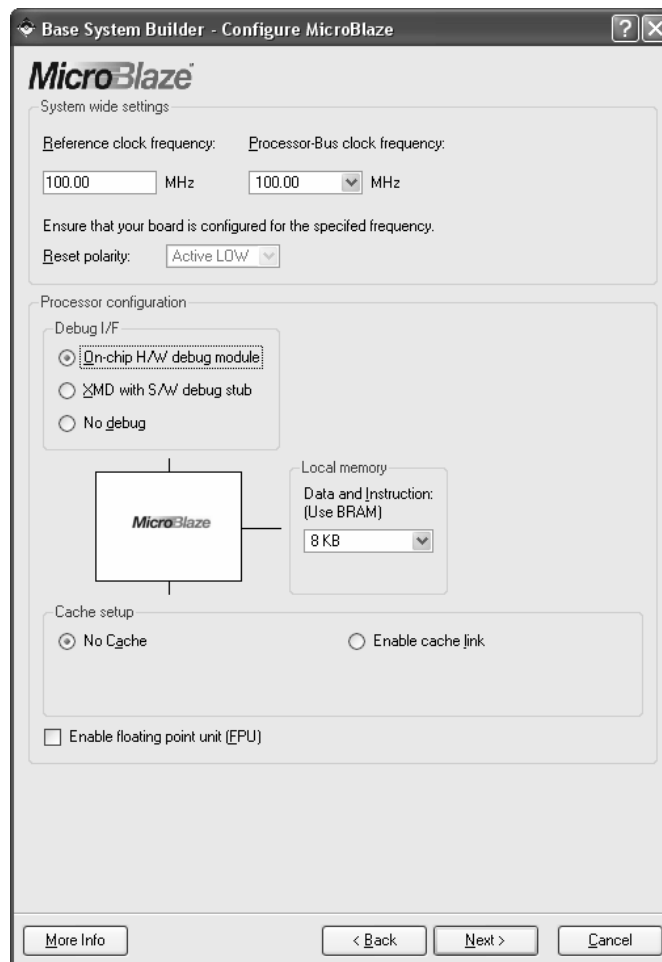 Base System Builder - Configure MicroBlaze
MicroBlaze
System wide settings
Reference clock frequency: Processor-Bus clock frequency:
100.00 MHz 100.00 MHz
Ensure that your board is configured for the specifed frequency.
Reset polarity: Active LOW
Processor configuration
Debug I/F
On-chip H/W debug module
XMD with S/W debug stub
No debug
MicroBlaze
Local memory
Data and Instruction:
(Use BRAM)
8 KB
Cache setup
No Cache Enable cache link
Enable floating point unit (FPU)
More Info < Back Next > Cancel